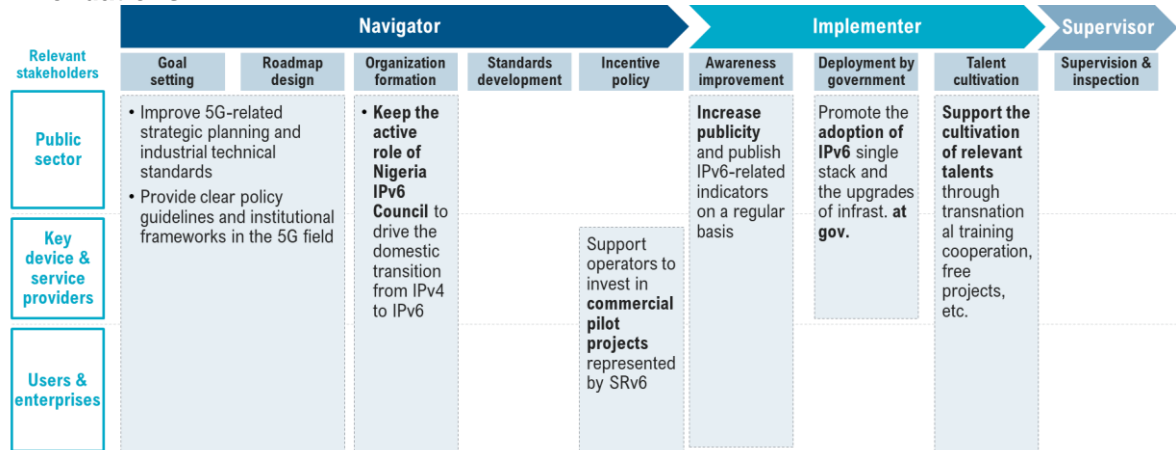 Navigator
Implementer
Supervisor
Relevant
stakeholders
Goal
setting
Roadmap
design
Organization
formation
Standards
development
Incentive
policy
Awareness
improvement
Deployment by
government
Talent
cultivation
Supervision &
inspection
Public
sector
Key
device &
service
providers
Users &
enterprises
• Improve 5G-related
strategic planning and
industrial technical
standards
• Provide clear policy
guidelines and institutional
frameworks in the 5G field
• Keep the
active
role of
Nigeria
IPv6
Council to
drive the
domestic
transition
from IPv4
to IPv6
Support
operators to
invest in
commercial
pilot
projects
represented
by SRv6
Increase
publicity
and publish
IPv6-related
indicators
on a regular
basis
Promote the
adoption of
IPv6 single
stack and
the upgrades
of infrast. at
gov.
Support the
cultivation
of relevant
talents
through
transnation
al training
cooperation,
free
projects,
etc.